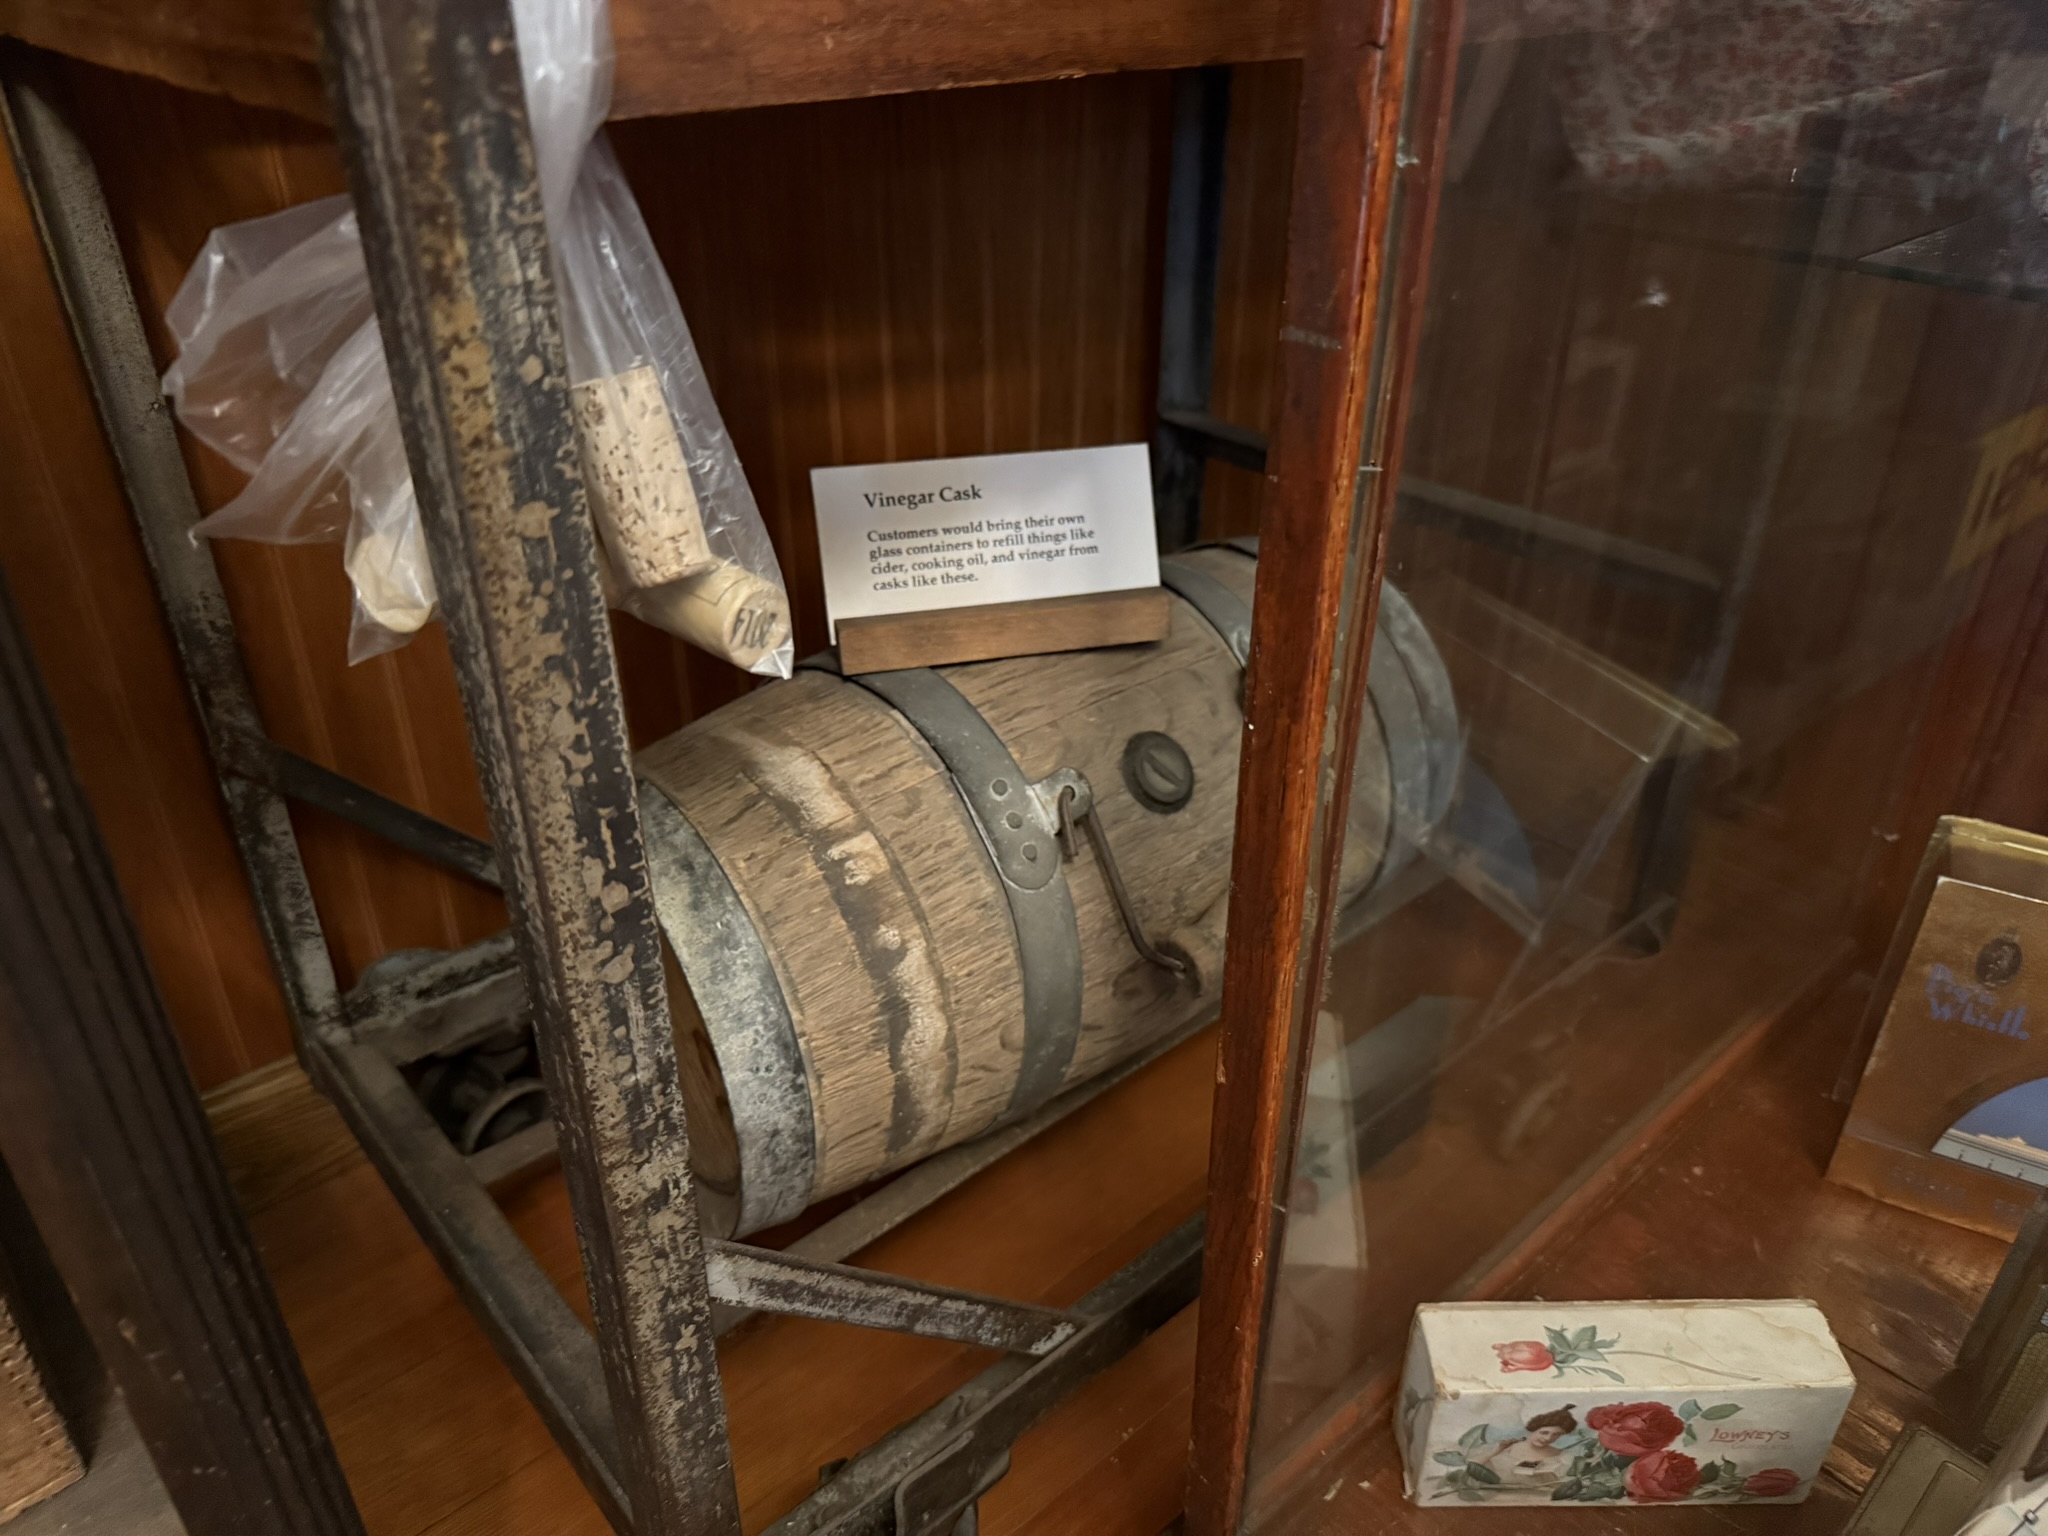 Vinegar Cask
Customers would bring their own
glass containers to refill things like
cider, cooking oil, and vinegar from
casks like these.
LOWNEY'S